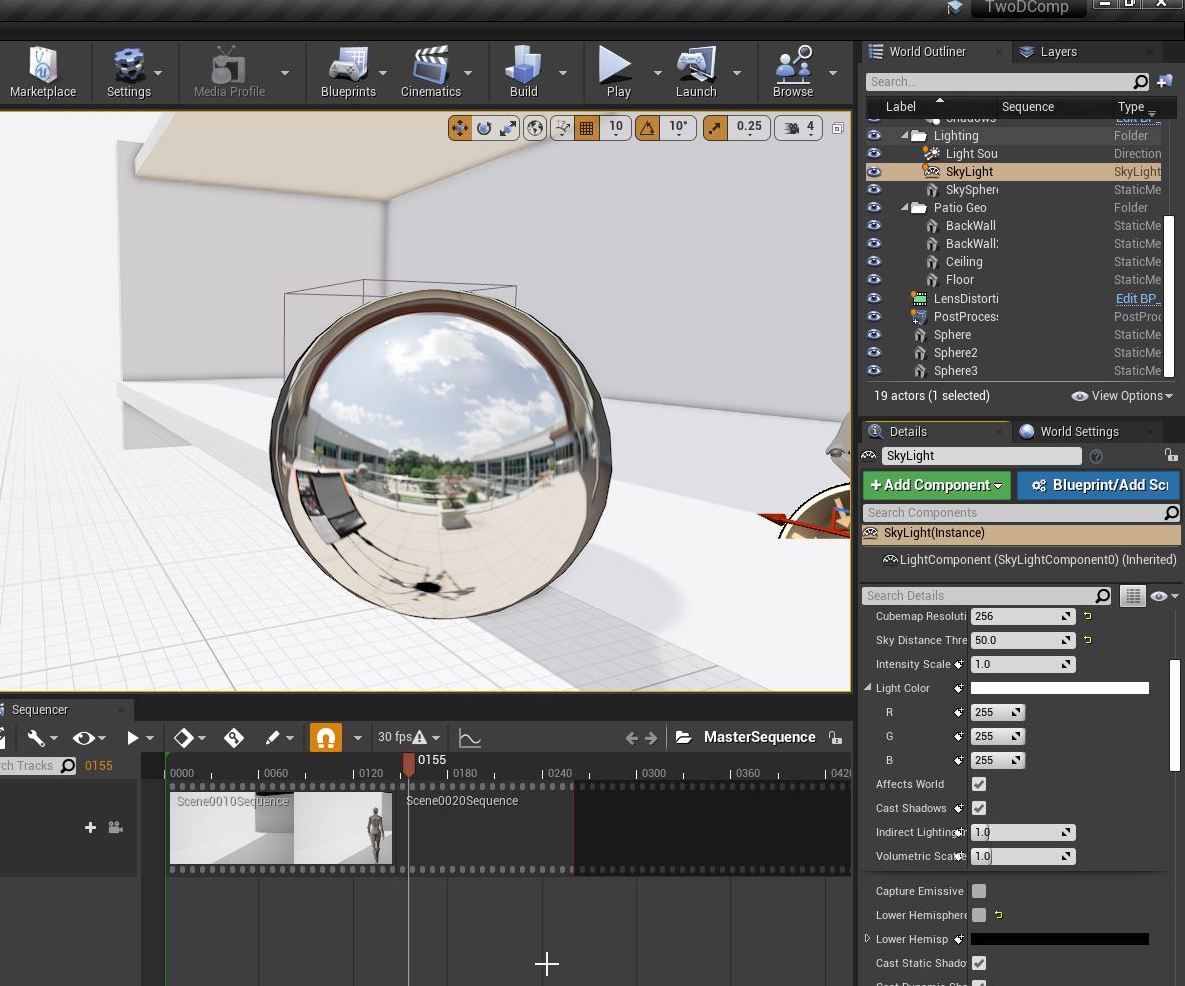 TwoDComp
Marketplace
Settings
Media Profile
Blueprints
Cinematics
Build
Play
Launch
Browse
10
10°
0.25
4
World Outliner
Layers
Search...
Label
Sequence
Type
Shadows
Edit BP_
Lighting
Folder
Light Sou
Direction
SkyLight
SkyLight
SkySphere
StaticMe
Patio Geo
Folder
BackWall
StaticMe
BackWall2
StaticMe
Ceiling
StaticMe
Floor
StaticMe
LensDistorti
Edit BP_
PostProces
PostProc
Sphere
StaticMe
Sphere2
StaticMe
Sphere3
StaticMe
19 actors (1 selected)
View Options
Details
World Settings
SkyLight
+ Add Component
Blueprint/Add Scr
Search Components
SkyLight(Instance)
LightComponent (SkyLightComponent0) (Inherited)
Search Details
Cubemap Resoluti
256
Sky Distance Thre
50.0
Intensity Scale
1.0
Light Color
R
255
G
255
B
255
Affects World
Cast Shadows
Indirect Lighting
1.0
Volumetric Scatte
1.0
Capture Emissive
Lower Hemisphere
Lower Hemisp
Cast Static Shado
Cast Dynamic Sha
Sequencer
30 fps
MasterSequence
rch Tracks
0155
0155
0000
0060
0120
0180
0240
0300
0360
0420
Scene0010Sequence
Scene0020Sequence